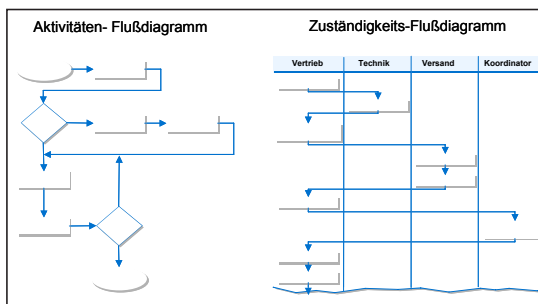 Aktivitäten- Flußdiagramm
Zuständigkeits-Flußdiagramm
Vertrieb Technik Versand Koordinator